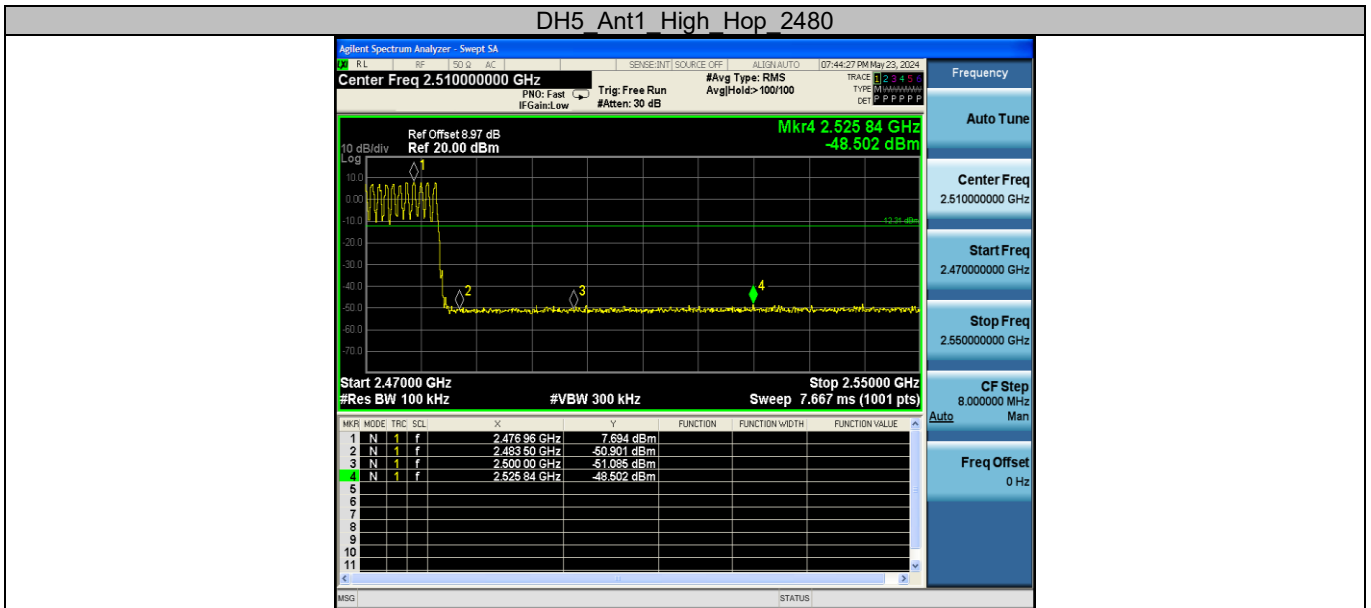 DH5_Ant1_High_Hop_2480
Agilent Spectrum Analyzer - Swept SA
RL RF 50 Ω AC SENSE:INT SOURCE OFF ALIGN AUTO 07:44:27 PM May 23, 2024
Center Freq 2.510000000 GHz
PNO: Fast
IFGain:Low
Trig: Free Run
#Atten: 30 dB
#Avg Type: RMS
Avg|Hold:>100/100
TRACE 1 2 3 4 5 6
TYPE M
DET P P P P P P
Ref Offset 8.97 dB
10 dB/div Ref 20.00 dBm
Log
Mkr4 2.525 84 GHz
-48.502 dBm
10.0
0.00
-10.0
-20.0
-30.0
-40.0
-50.0
-60.0
-70.0
1
2
3
4
-12.31 dBm
Start 2.47000 GHz Stop 2.55000 GHz
#Res BW 100 kHz #VBW 300 kHz Sweep 7.667 ms (1001 pts)
MKR MODE TRC SCL X Y FUNCTION FUNCTION WIDTH FUNCTION VALUE
1 N 1 f 2.476 96 GHz 7.694 dBm
2 N 1 f 2.483 50 GHz -50.901 dBm
3 N 1 f 2.500 00 GHz -51.085 dBm
4 N 1 f 2.525 84 GHz -48.502 dBm
5
6
7
8
9
10
11
MSG STATUS
Frequency
Auto Tune
Center Freq
2.510000000 GHz
Start Freq
2.470000000 GHz
Stop Freq
2.550000000 GHz
CF Step
8.000000 MHz
Auto Man
Freq Offset
0 Hz